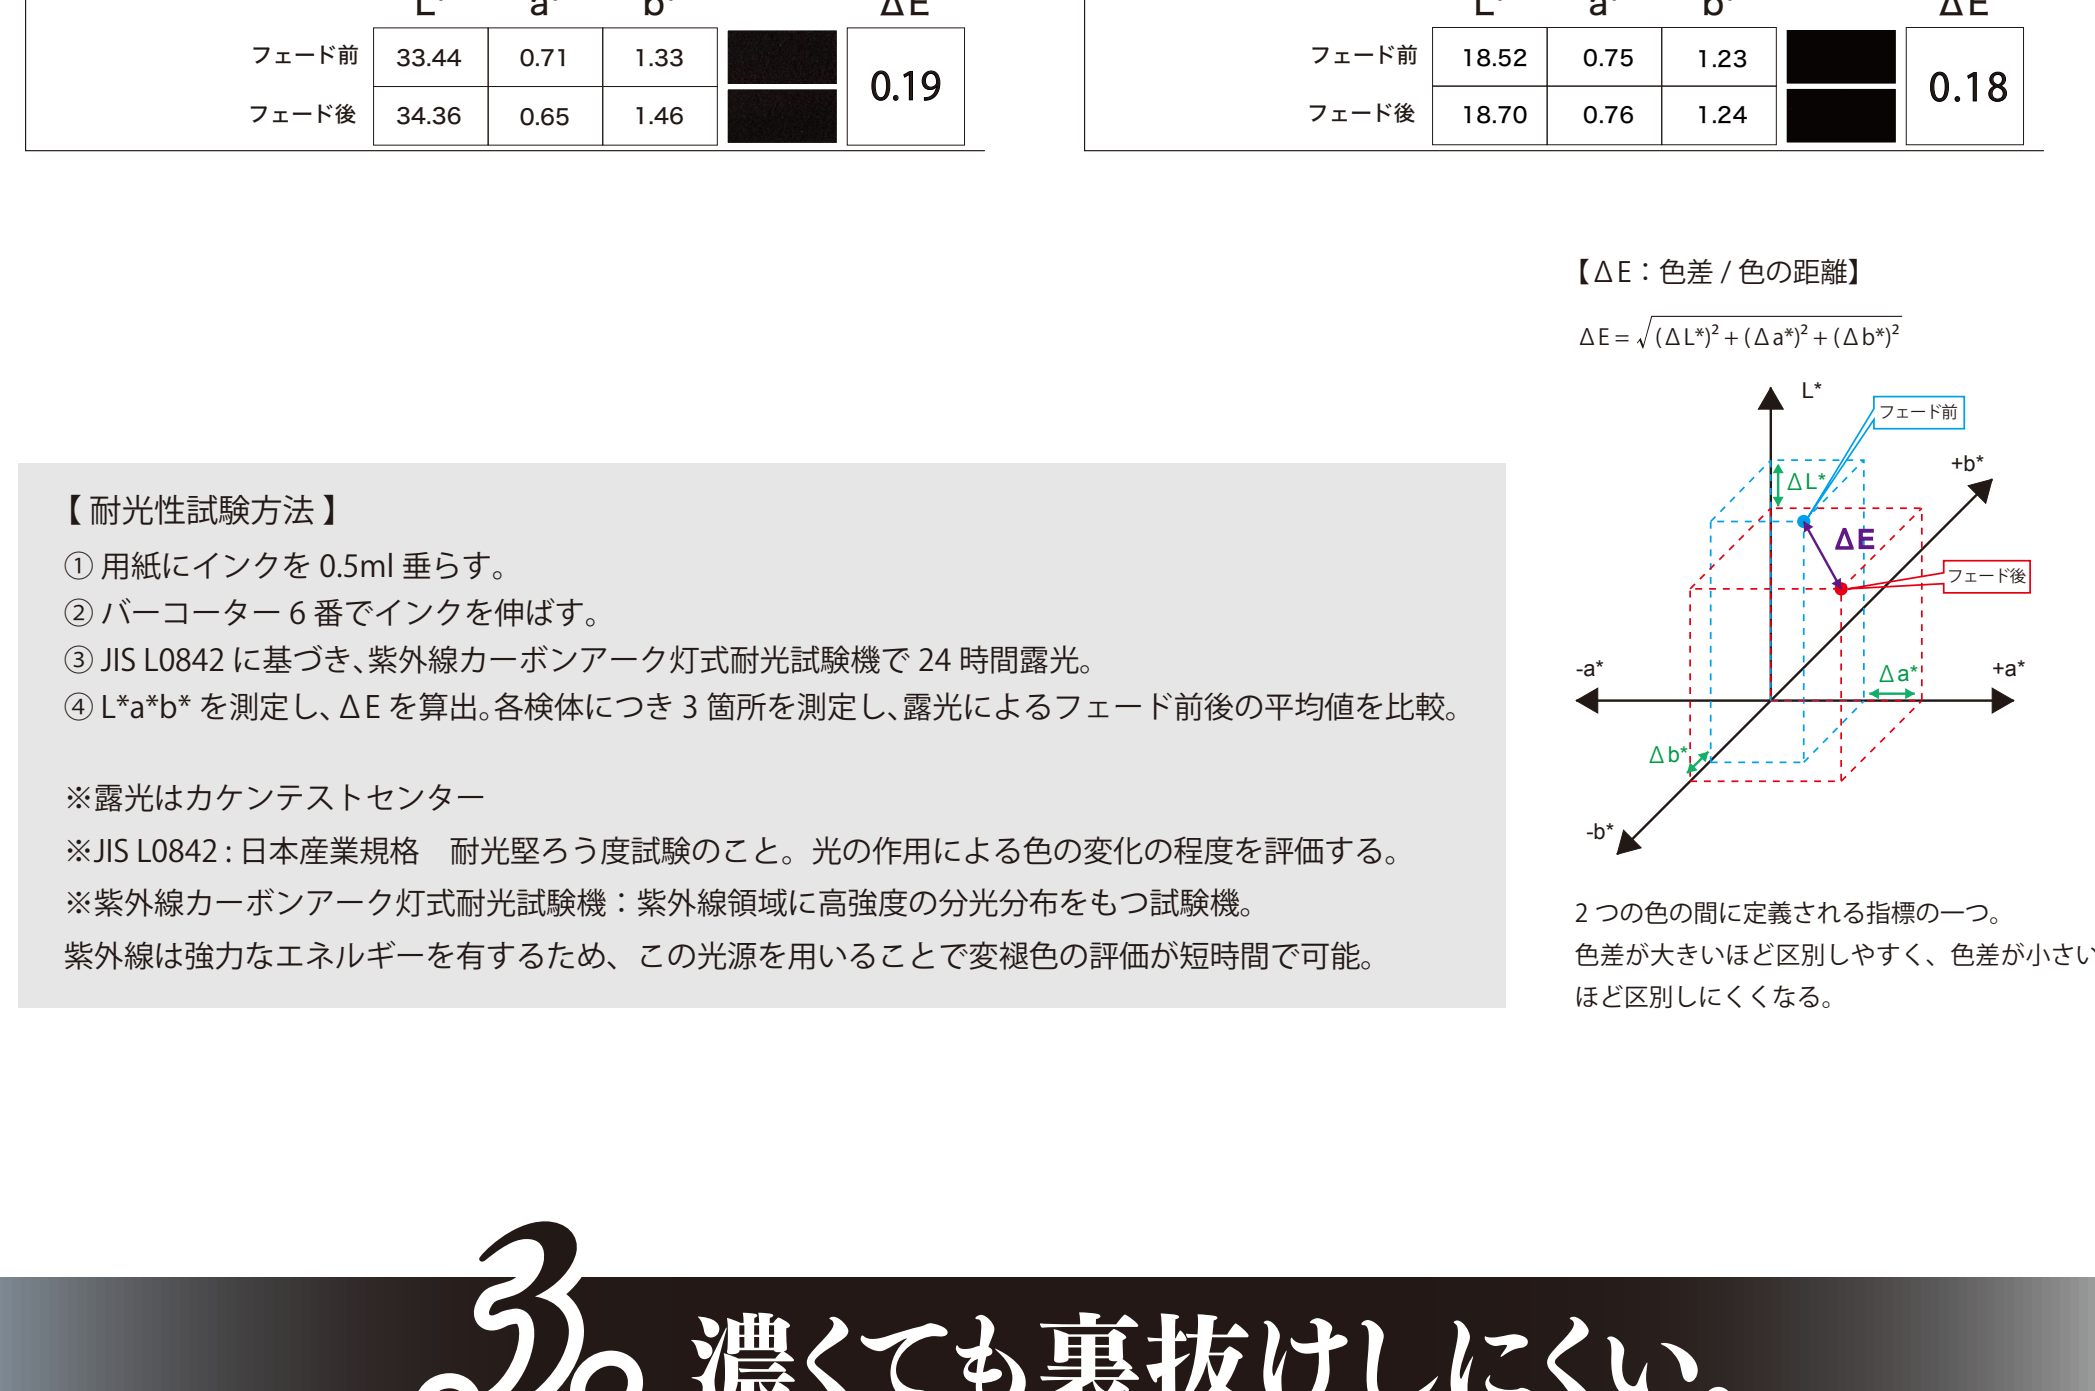 L* a* b* ΔE
フェード前 33.44 0.71 1.33 0.19
フェード後 34.36 0.65 1.46
L* a* b* ΔE
フェード前 18.52 0.75 1.23 0.18
フェード後 18.70 0.76 1.24
【ΔE：色差 / 色の距離】
ΔE = √(ΔL*)² + (Δa*)² + (Δb*)²
L*
フェード前
+b*
ΔL*
ΔE
フェード後
-a*
Δa*
+a*
Δb*
-b*
2 つの色の間に定義される指標の一つ。
色差が大きいほど区別しやすく、色差が小さい
ほど区別しにくくなる。
【 耐光性試験方法 】
① 用紙にインクを 0.5ml 垂らす。
② バーコーター 6 番でインクを伸ばす。
③ JIS L0842 に基づき、紫外線カーボンアーク灯式耐光試験機で 24 時間露光。
④ L*a*b* を測定し、ΔE を算出。各検体につき 3 箇所を測定し、露光によるフェード前後の平均値を比較。
※露光はカケンテストセンター
※JIS L0842 : 日本産業規格　耐光堅ろう度試験のこと。光の作用による色の変化の程度を評価する。
※紫外線カーボンアーク灯式耐光試験機：紫外線領域に高強度の分光分布をもつ試験機。
紫外線は強力なエネルギーを有するため、この光源を用いることで変褪色の評価が短時間で可能。
3. 濃くても裏抜けしにくい。